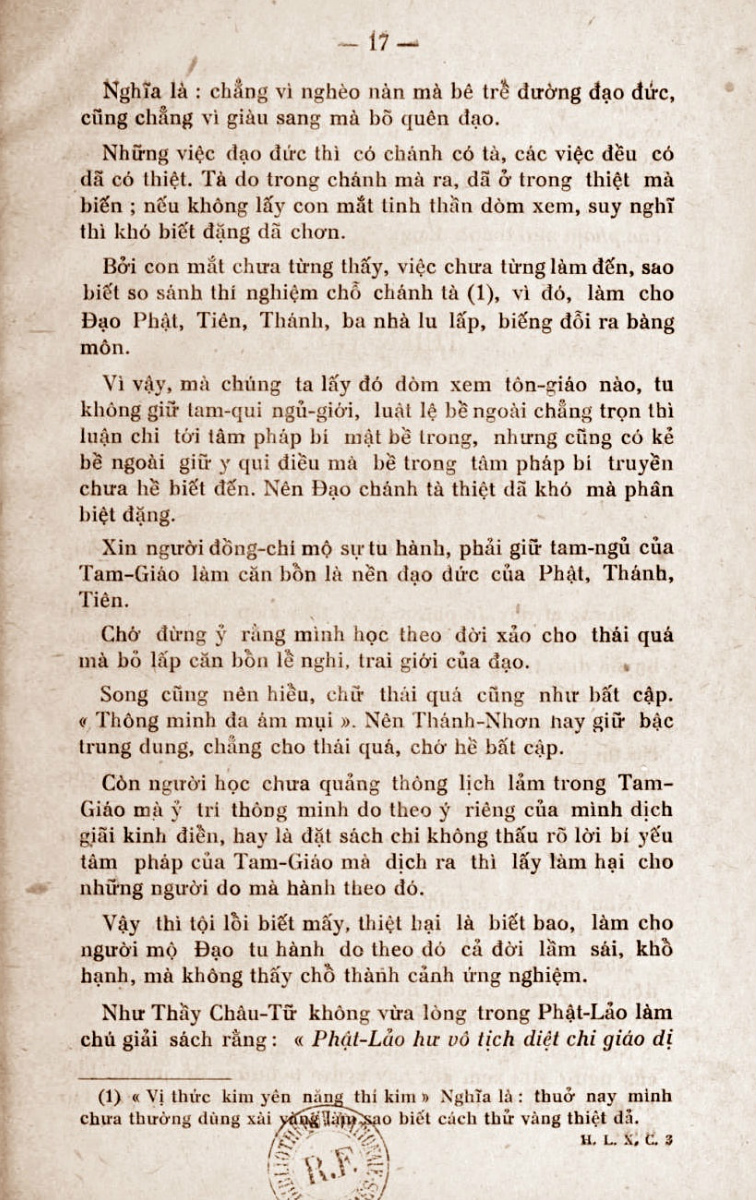 — 17 —
Nghĩa là : chẳng vì nghèo nàn mà bê trễ đường đạo đức,
cũng chẳng vì giàu sang mà bõ quên đạo.
Những việc đạo đức thì có chánh có tà, các việc đều có
dã có thiệt. Tà do trong chánh mà ra, dã ở trong thiệt mà
biến ; nếu không lấy con mắt tinh thần dòm xem, suy nghĩ
thì khó biết đặng dã chơn.
Bởi con mắt chưa từng thấy, việc chưa từng làm đến, sao
biết so sánh thí nghiệm chỗ chánh tà (1), vì đó, làm cho
Đạo Phật, Tiên, Thánh, ba nhà lu lấp, biếng đỗi ra bàng
môn.
Vì vậy, mà chúng ta lấy đó dòm xem tôn-giáo nào, tu
không giữ tam-qui ngủ-giới, luật lệ bề ngoài chẳng trọn thì
luận chi tới tâm pháp bí mật bề trong, nhưng cũng có kẻ
bề ngoài giữ y qui điều mà bề trong tâm pháp bí truyền
chưa hề biết đến. Nên Đạo chánh tà thiệt dã khó mà phân
biệt đặng.
Xin người đồng-chí mộ sự tu hành, phải giữ tam-ngủ của
Tam-Giáo làm căn bồn là nền đạo đức của Phật, Thánh,
Tiên.
Chớ đừng ỷ rằng mình học theo đời xảo cho thái quá
mà bỏ lấp căn bồn lề nghi, trai giới của đạo.
Song cũng nên hiểu, chữ thái quá cũng như bất cập.
« Thông minh đa ám mụi ». Nên Thánh-Nhơn hay giữ bậc
trung dung, chẳng cho thái quá, chớ hề bất cập.
Còn người học chưa quảng thông lịch lảm trong Tam-
Giáo mà ỷ trí thông minh do theo ý riêng của mình dịch
giãi kinh điển, hay là đặt sách chi không thấu rõ lời bí yếu
tâm pháp của Tam-Giáo mà dịch ra thì lấy làm hại cho
những người do mà hành theo đó.
Vậy thì tội lồi biết mấy, thiệt hại là biết bao, làm cho
người mộ Đạo tu hành do theo đó cả đời lầm sái, khổ
hạnh, mà không thấy chỗ thành cảnh ứng nghiệm.
Như Thầy Châu-Tữ không vừa lòng trong Phật-Lảo làm
chú giải sách rằng : « Phật-Lảo hư vô tịch diệt chi giáo dị
(1) « Vị thức kim yên năng thí kim » Nghĩa là : thuở nay mình
chưa thường dùng xài vàng làm sao biết cách thử vàng thiệt dả.
H. L. X. C. 3
R.F.